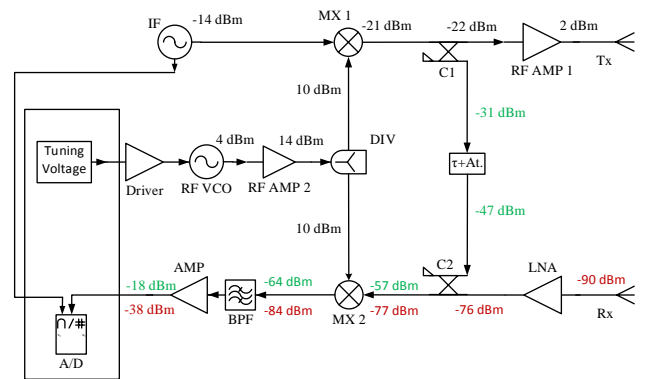 IF
-14 dBm
MX 1
-21 dBm
-22 dBm
2 dBm
C1
RF AMP 1
Tx
10 dBm
-31 dBm
Tuning
Voltage
Driver
4 dBm
RF VCO
14 dBm
RF AMP 2
DIV
τ+At.
10 dBm
-47 dBm
AMP
-18 dBm
-38 dBm
BPF
-64 dBm
-84 dBm
MX 2
-57 dBm
-77 dBm
C2
-76 dBm
LNA
-90 dBm
Rx
∩/#
A/D